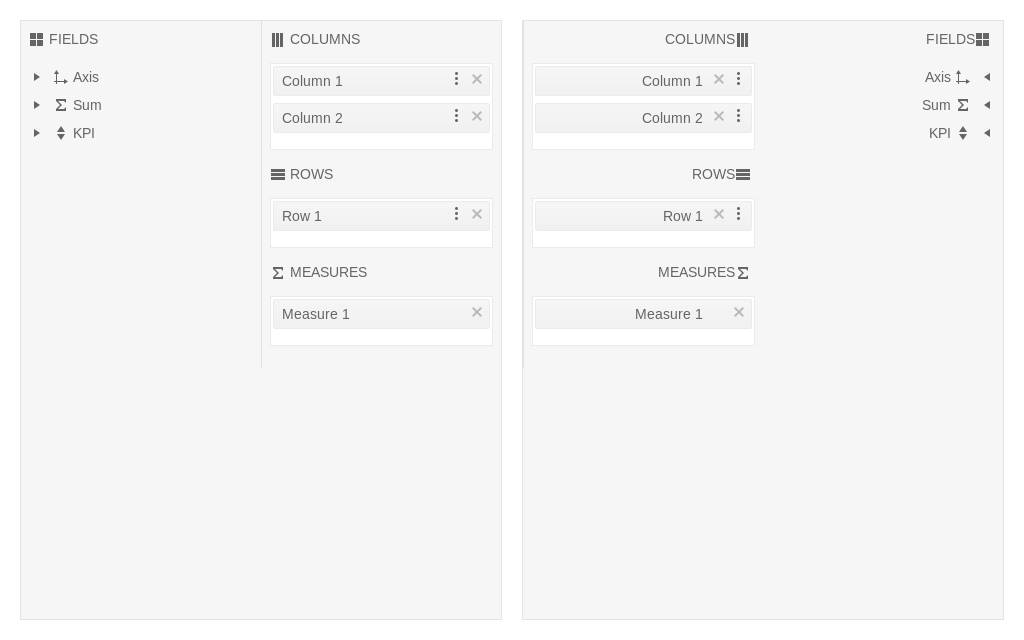 FIELDS
Axis
Sum
KPI
COLUMNS
Column 1
Column 2
ROWS
Row 1
MEASURES
Measure 1
COLUMNS
Column 1
Column 2
ROWS
Row 1
MEASURES
Measure 1
FIELDS
Axis
Sum
KPI